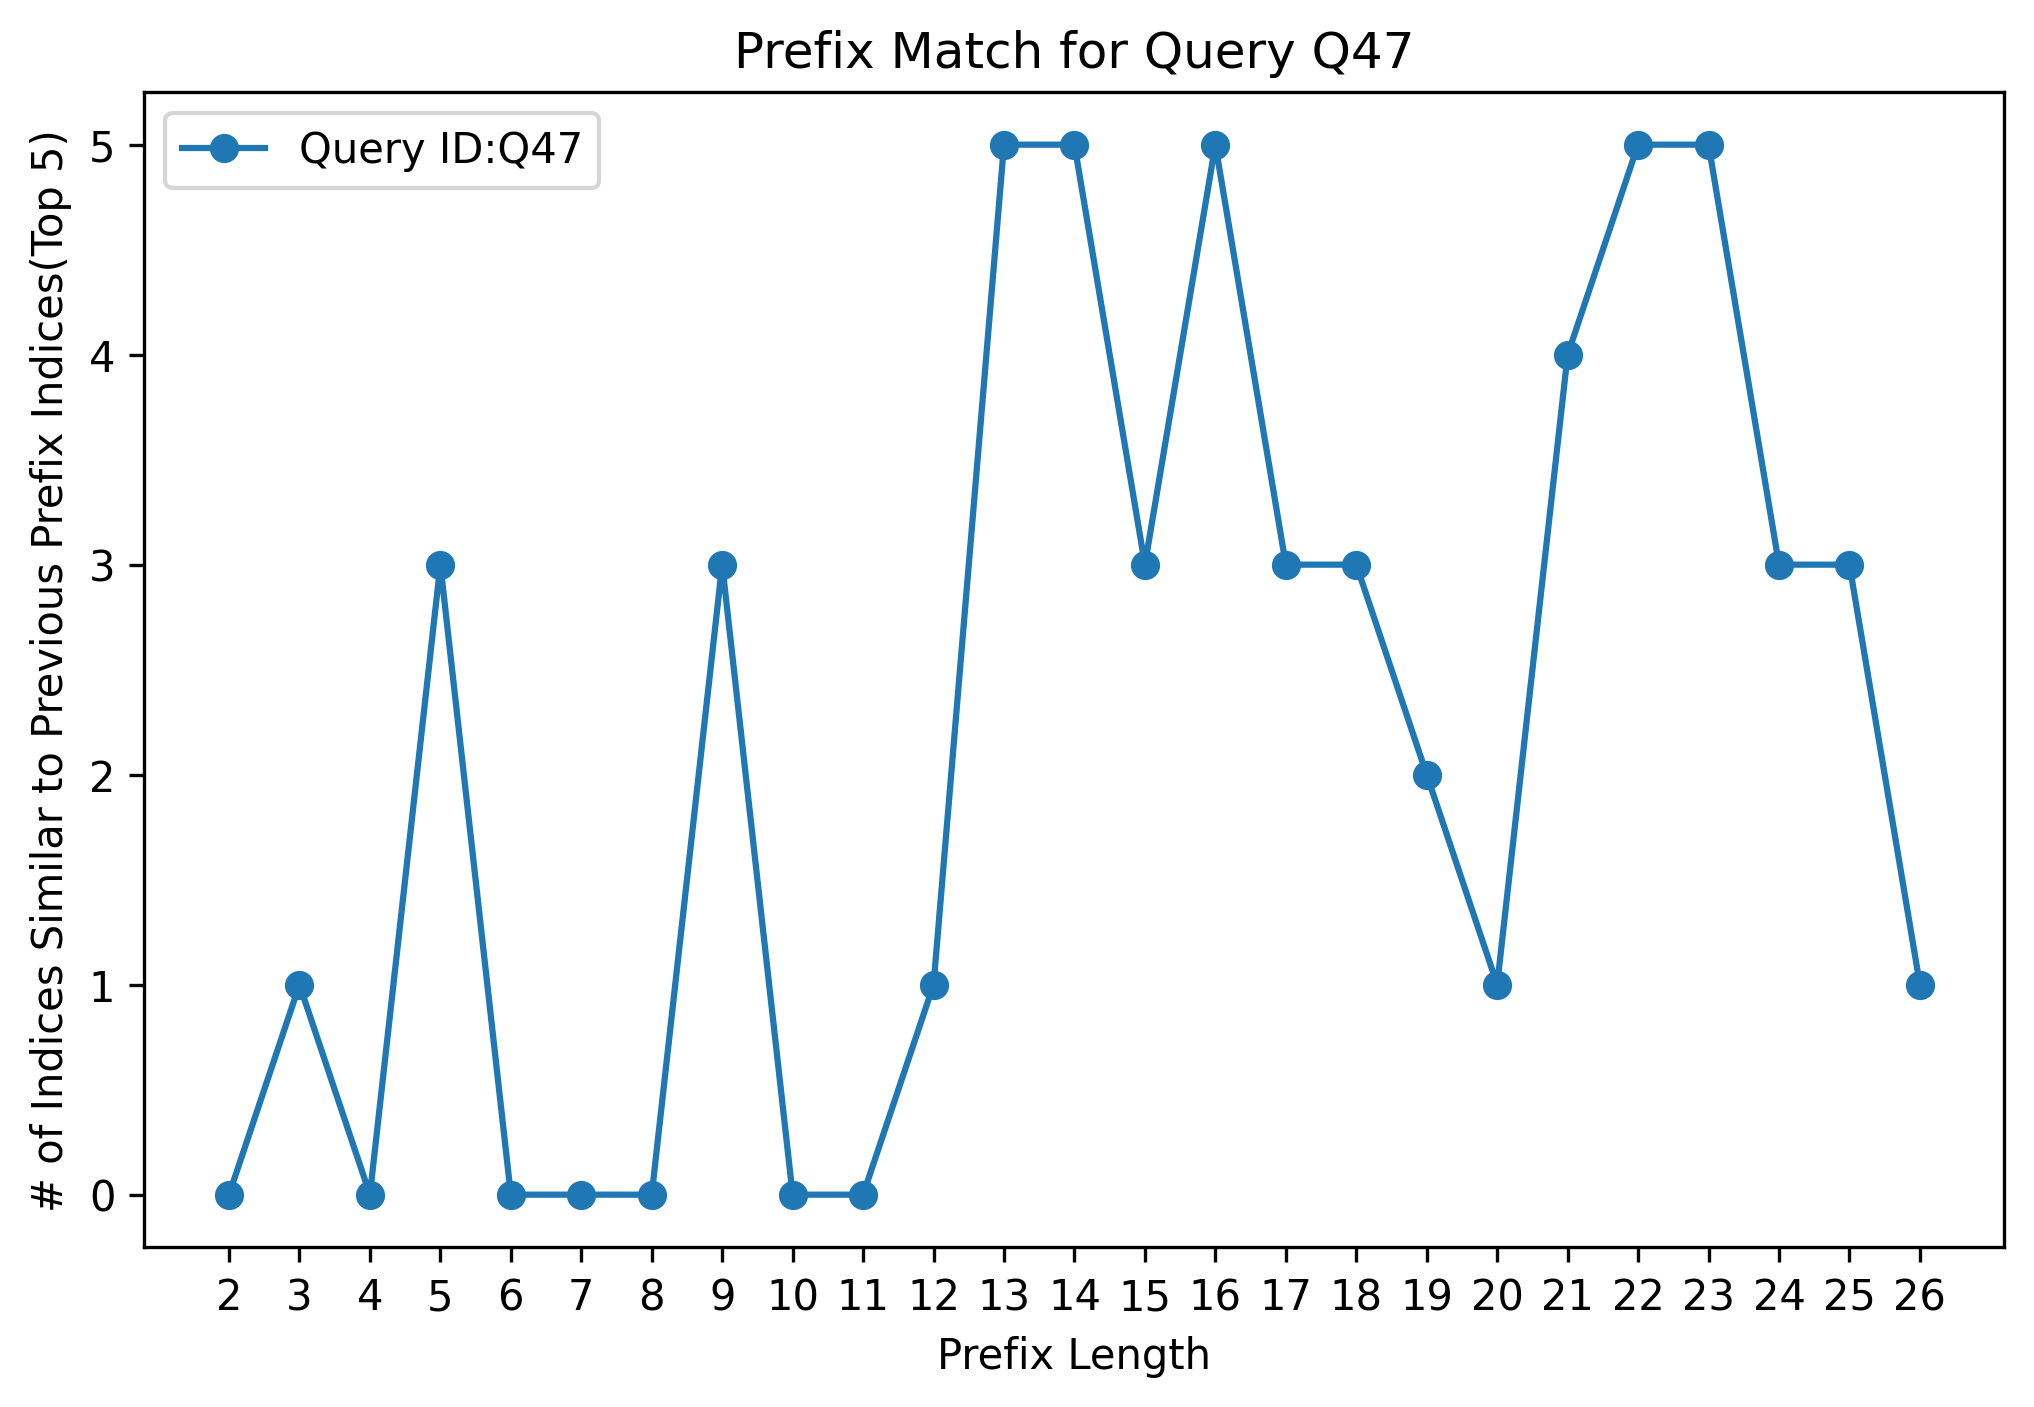 Prefix Match for Query Q47
Query ID:Q47
# of Indices Similar to Previous Prefix Indices(Top 5)
5
4
3
2
1
0
2 3 4 5 6 7 8 9 10 11 12 13 14 15 16 17 18 19 20 21 22 23 24 25 26
Prefix Length